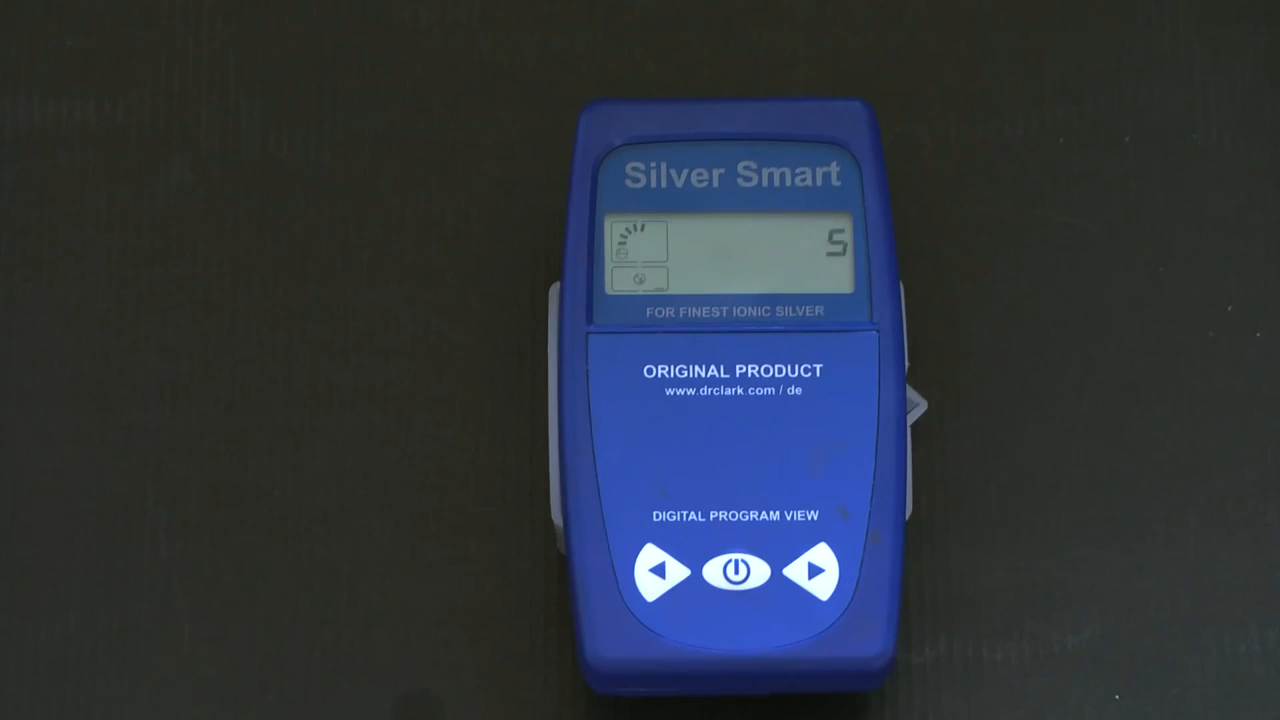 Silver Smart
5
FOR FINEST IONIC SILVER
ORIGINAL PRODUCT
www.drclark.com / de
DIGITAL PROGRAM VIEW